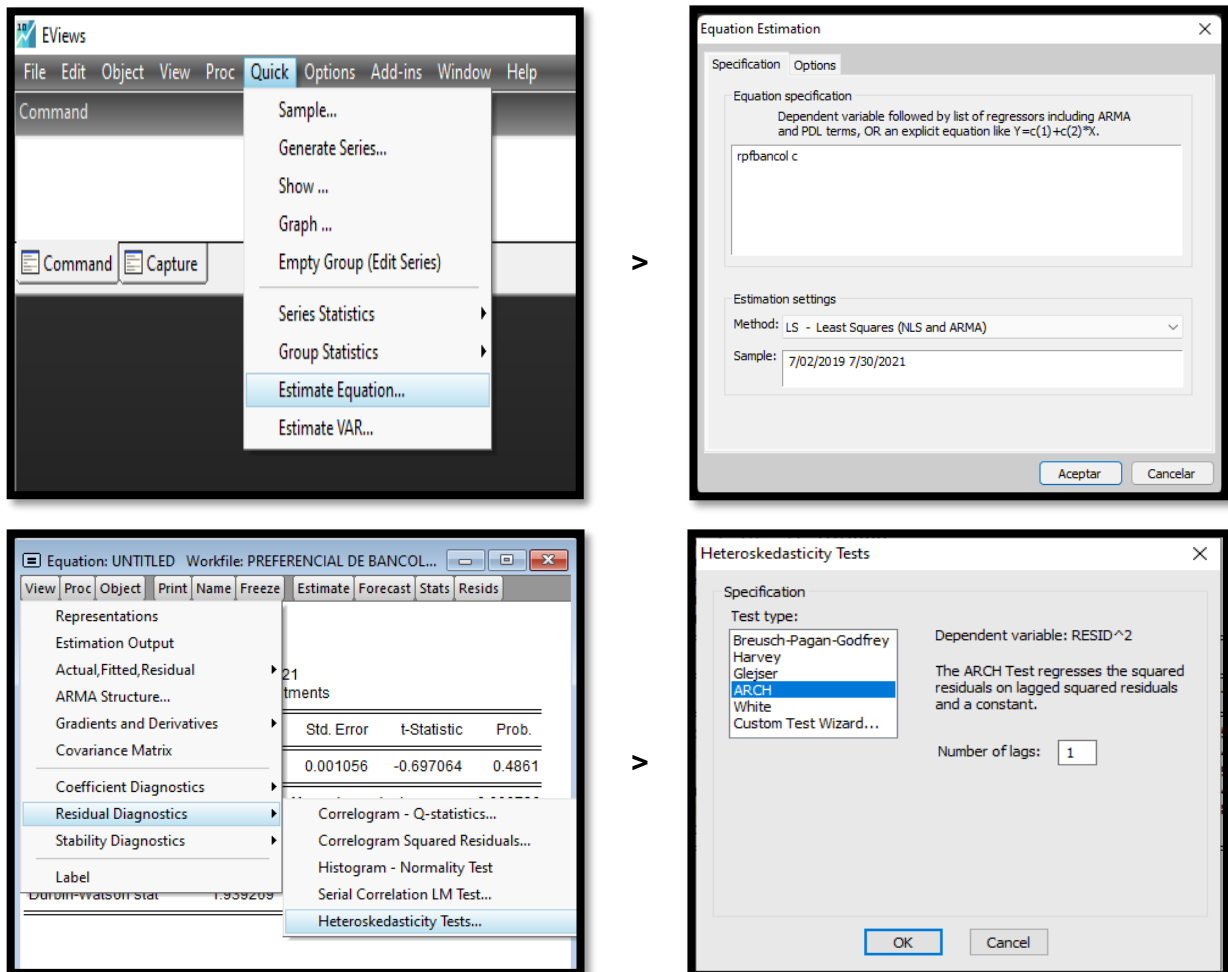 EViews
File Edit Object View Proc Quick Options Add-ins Window Help
Command
Sample...
Generate Series...
Show ...
Graph ...
Empty Group (Edit Series)
Series Statistics
Group Statistics
Estimate Equation...
Estimate VAR...
Command Capture
>
Equation Estimation
Specification Options
Equation specification
Dependent variable followed by list of regressors including ARMA
and PDL terms, OR an explicit equation like Y=c(1)+c(2)*X.
rpfbancol c
Estimation settings
Method: LS - Least Squares (NLS and ARMA)
Sample: 7/02/2019 7/30/2021
Aceptar Cancelar
Equation: UNTITLED Workfile: PREFERENCIAL DE BANCOL...
View Proc Object Print Name Freeze Estimate Forecast Stats Resids
Representations
Estimation Output
Actual,Fitted,Residual
ARMA Structure...
Gradients and Derivatives
Covariance Matrix
Coefficient Diagnostics
Residual Diagnostics
Stability Diagnostics
Label
21
tments
Std. Error t-Statistic Prob.
0.001056 -0.697064 0.4861
Correlogram - Q-statistics...
Correlogram Squared Residuals...
Histogram - Normality Test
Serial Correlation LM Test...
Heteroskedasticity Tests...
Durbin-Watson stat 1.939269
>
Heteroskedasticity Tests
Specification
Test type:
Breusch-Pagan-Godfrey
Harvey
Glejser
ARCH
White
Custom Test Wizard...
Dependent variable: RESID^2
The ARCH Test regresses the squared
residuals on lagged squared residuals
and a constant.
Number of lags: 1
OK Cancel